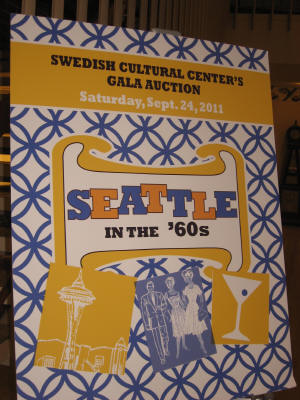 SWEDISH CULTURAL CENTER'S
GALA AUCTION
Saturday, Sept. 24, 2011
SEATTLE
IN THE '60s